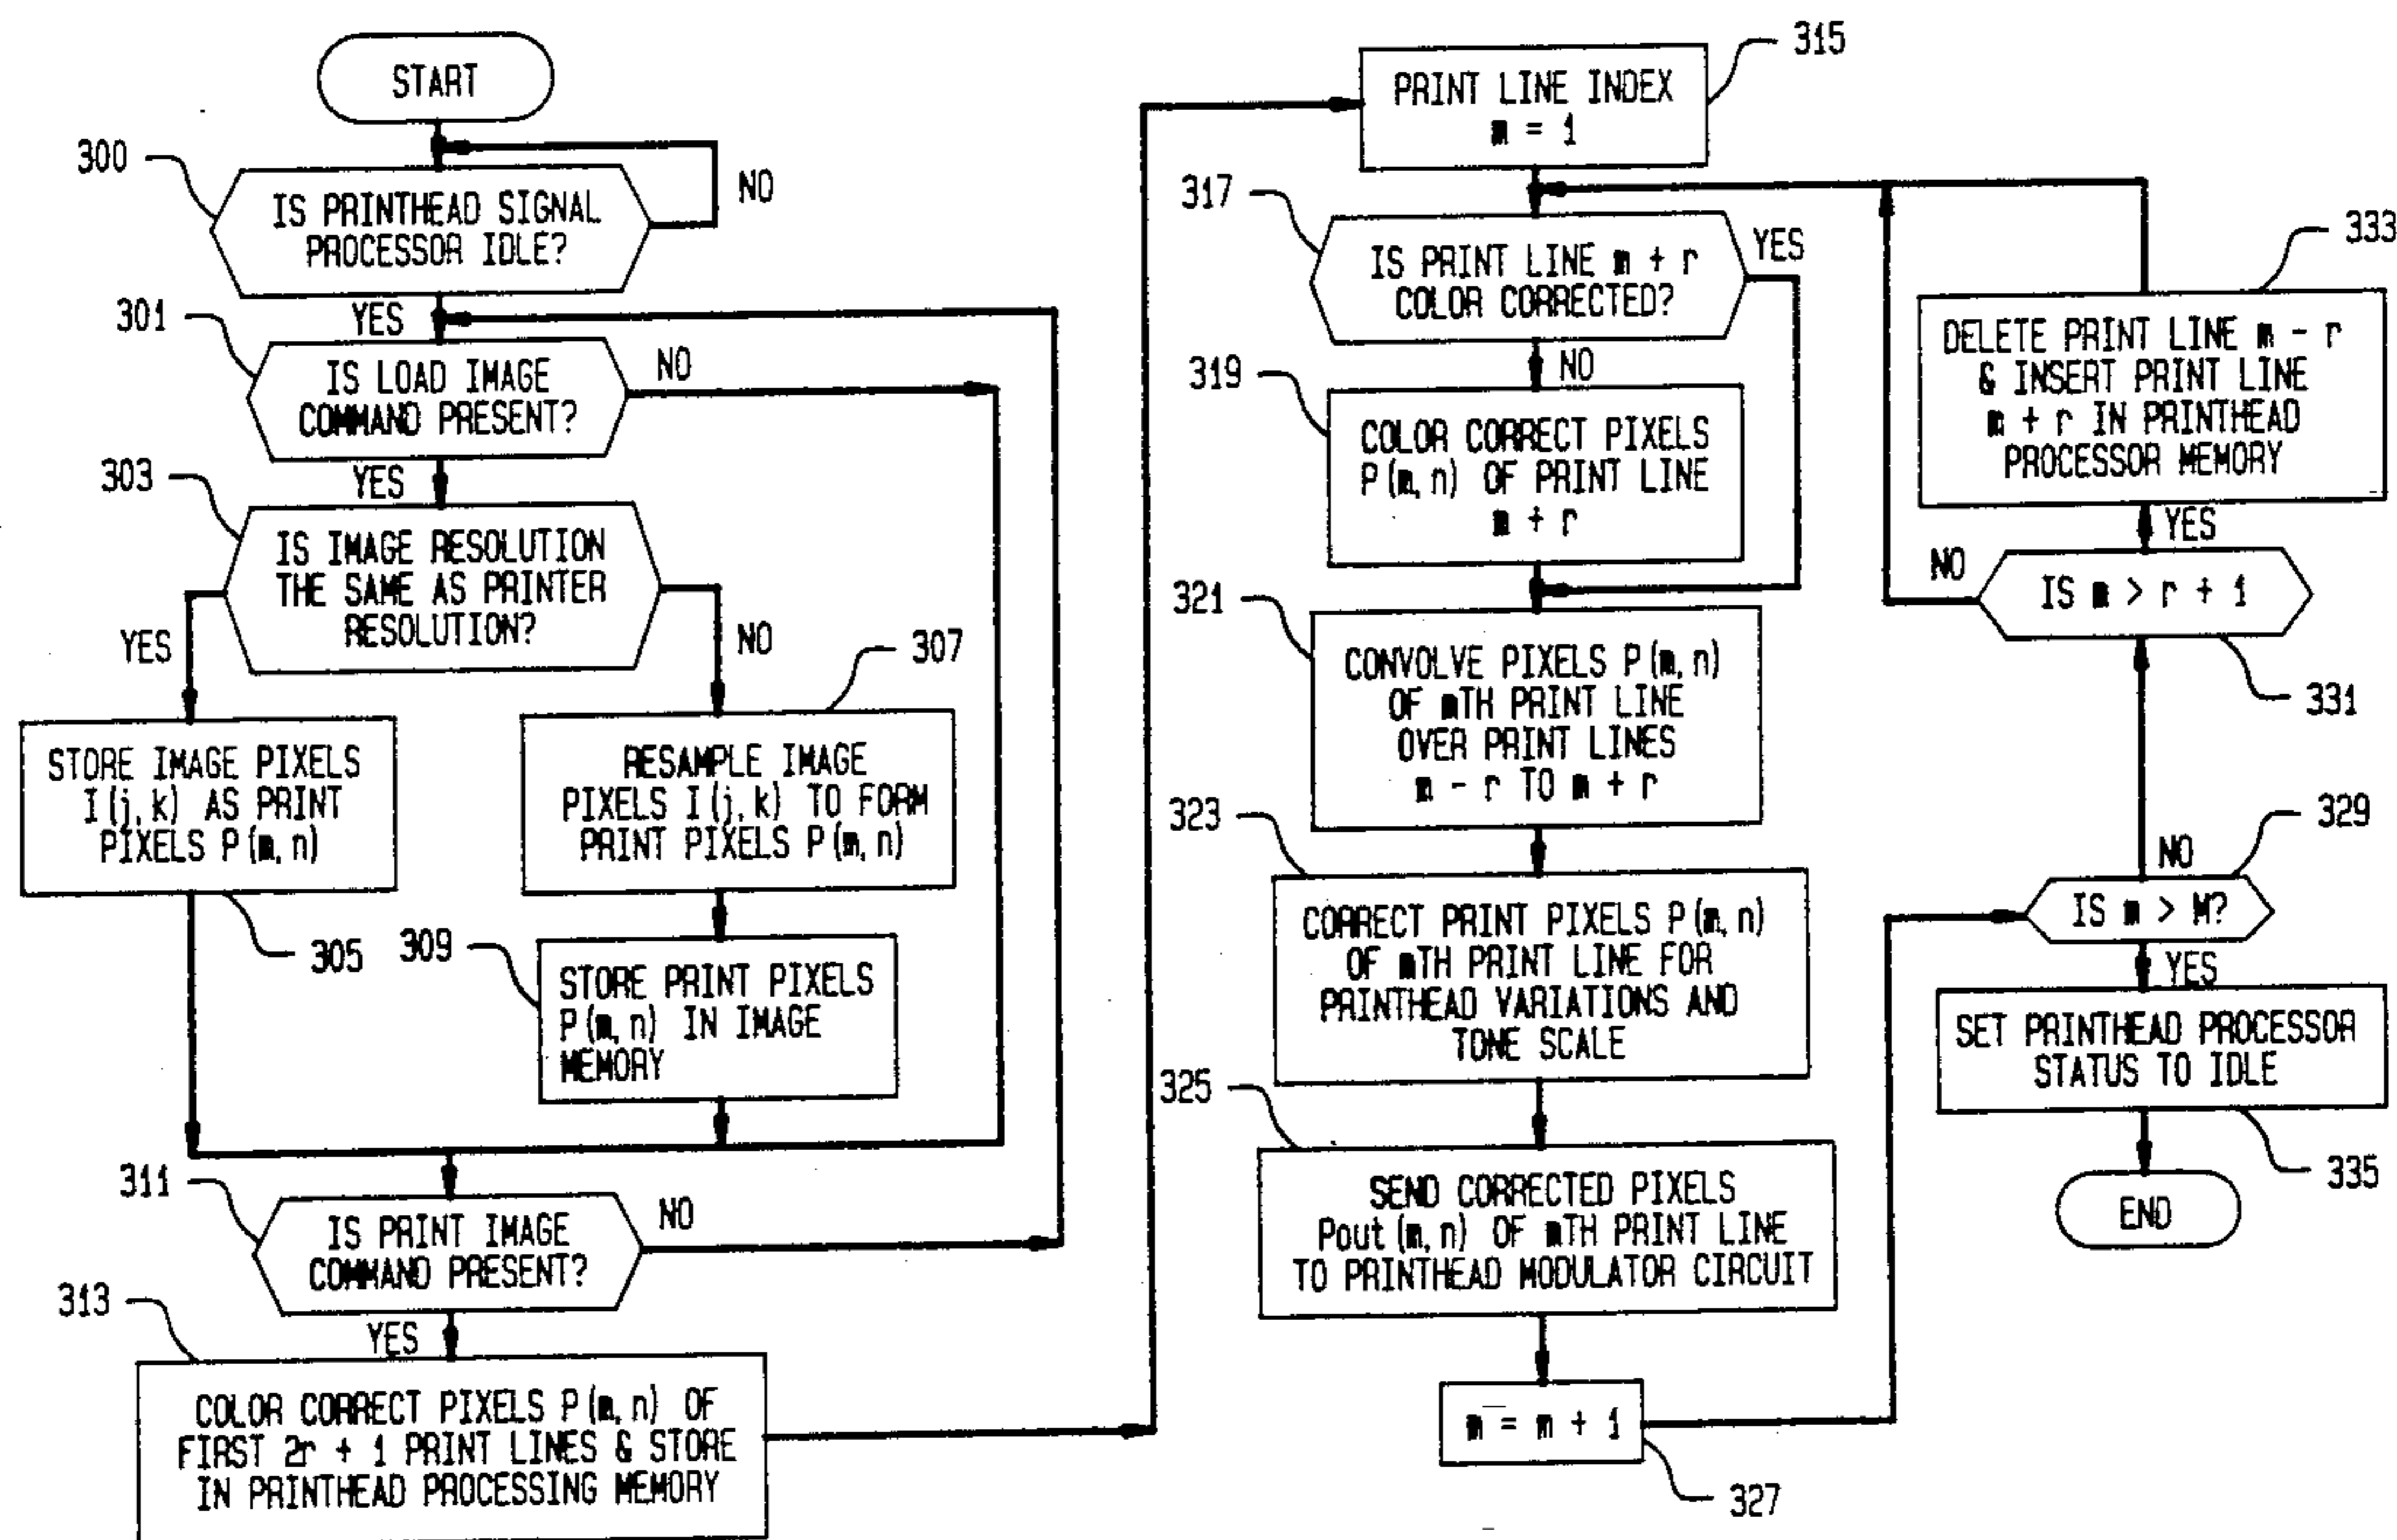 START
300
IS PRINTHEAD SIGNAL
PROCESSOR IDLE?
NO
YES
301
IS LOAD IMAGE
COMMAND PRESENT?
NO
YES
303
IS IMAGE RESOLUTION
THE SAME AS PRINTER
RESOLUTION?
YES
NO
305
STORE IMAGE PIXELS
I(j,k) AS PRINT
PIXELS P(m,n)
307
RESAMPLE IMAGE
PIXELS I(j,k) TO FORM
PRINT PIXELS P(m,n)
309
STORE PRINT PIXELS
P(m,n) IN IMAGE
MEMORY
311
IS PRINT IMAGE
COMMAND PRESENT?
NO
YES
313
COLOR CORRECT PIXELS P(m,n) OF
FIRST 2r + 1 PRINT LINES & STORE
IN PRINTHEAD PROCESSING MEMORY
315
PRINT LINE INDEX
m = 1
317
IS PRINT LINE m + r
COLOR CORRECTED?
YES
NO
319
COLOR CORRECT PIXELS
P(m,n) OF PRINT LINE
m + r
321
CONVOLVE PIXELS P(m,n)
OF mTH PRINT LINE
OVER PRINT LINES
m - r TO m + r
323
CORRECT PRINT PIXELS P(m,n)
OF mTH PRINT LINE FOR
PRINTHEAD VARIATIONS AND
TONE SCALE
325
SEND CORRECTED PIXELS
Pout(m,n) OF mTH PRINT LINE
TO PRINTHEAD MODULATOR CIRCUIT
m = m + 1
327
333
DELETE PRINT LINE m - r
& INSERT PRINT LINE
m + r IN PRINTHEAD
PROCESSOR MEMORY
YES
NO
IS m > r + 1
331
NO
329
IS m > M?
YES
SET PRINTHEAD PROCESSOR
STATUS TO IDLE
335
END